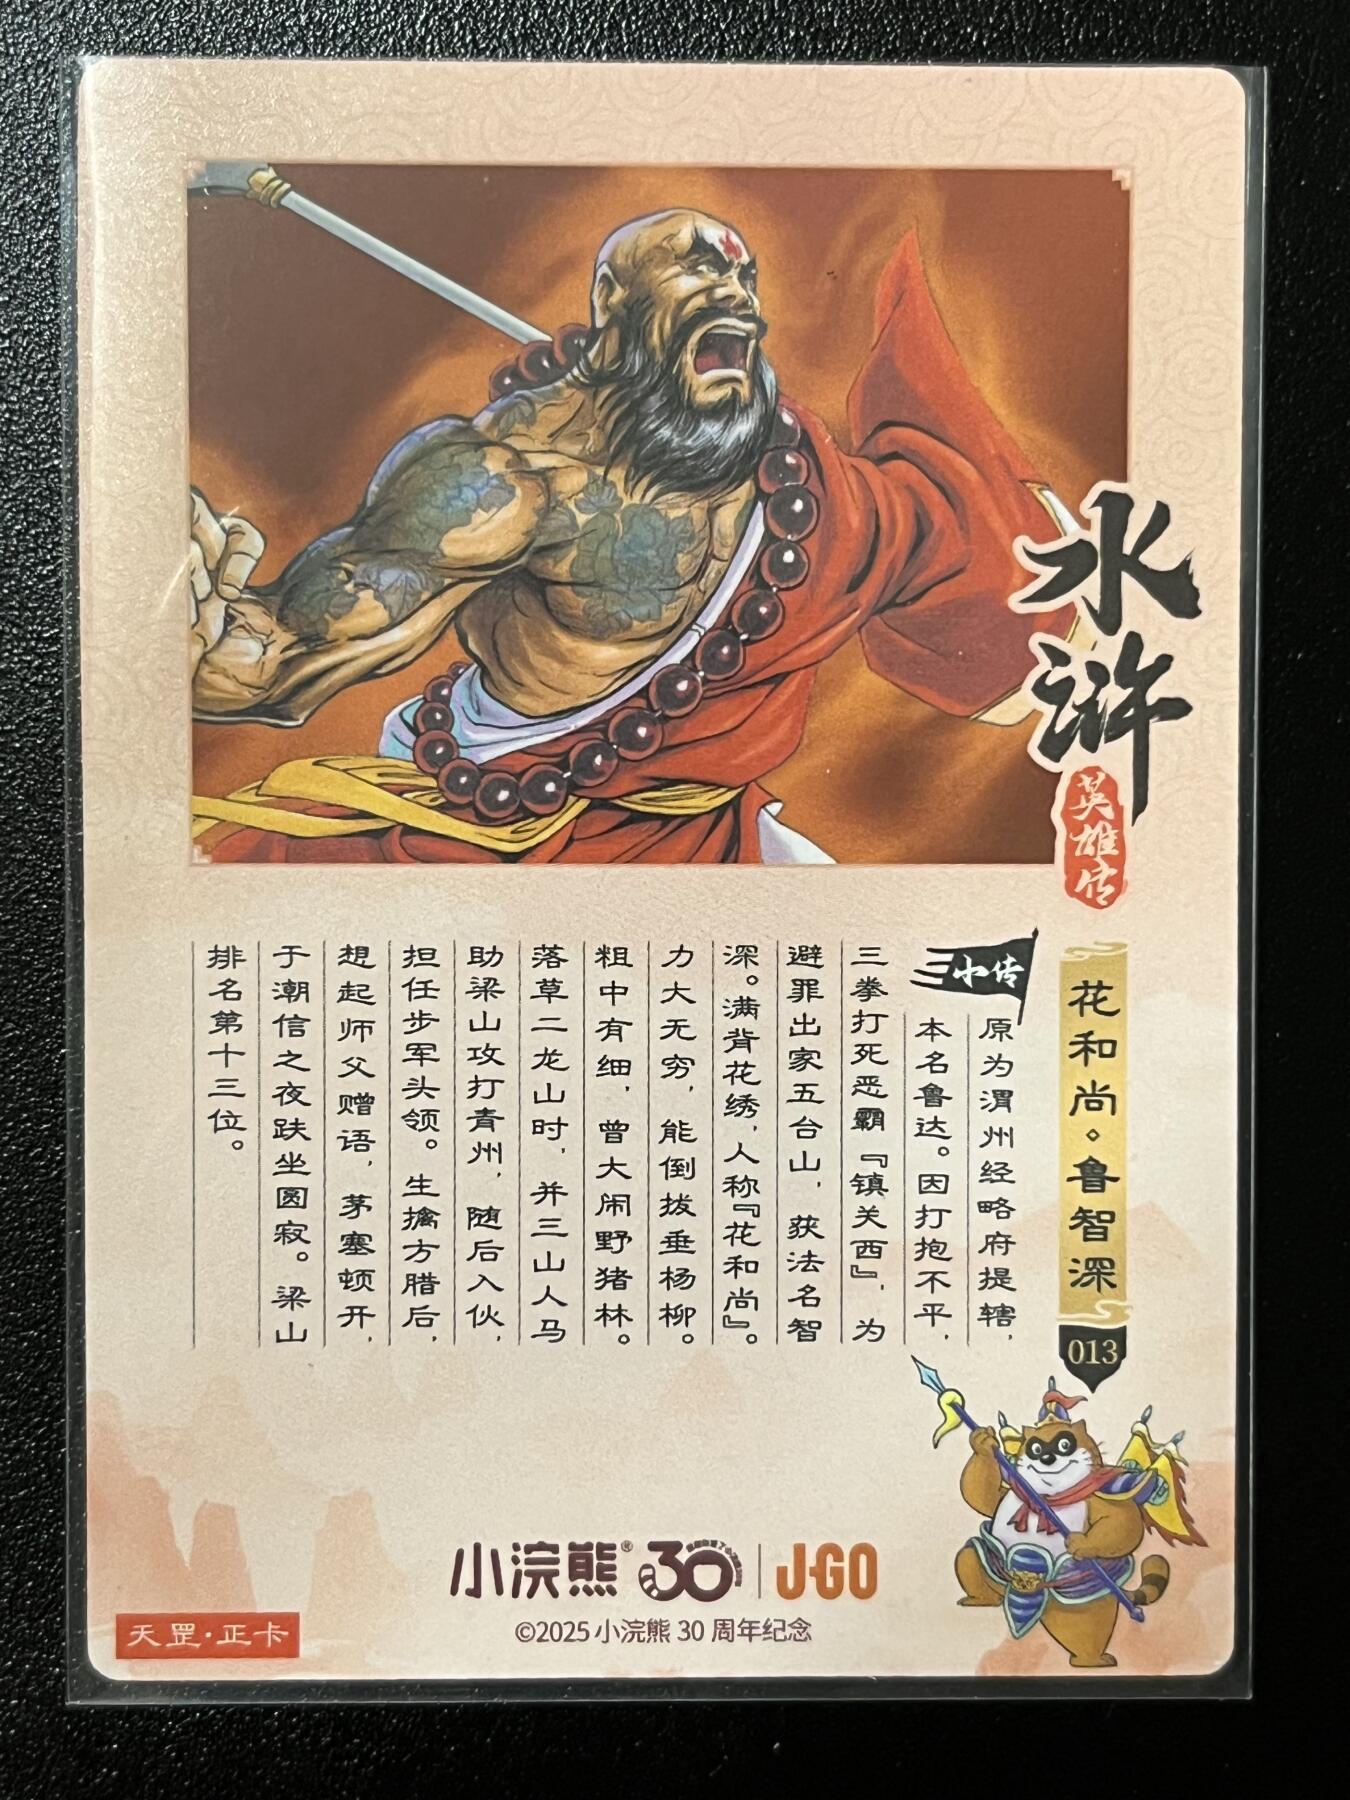 水浒
英雄传
花和尚·鲁智深
013
小传
原为渭州经略府提辖，
本名鲁达。因打抱不平，
三拳打死恶霸『镇关西』，为
避罪出家五台山，获法名智
深。满背花绣，人称『花和尚』。
力大无穷，能倒拔垂杨柳。
粗中有细，曾大闹野猪林。
落草二龙山时，并三山人马
助梁山攻打青州，随后入伙，
担任步军头领。生擒方腊后，
想起师父赠语，茅塞顿开，
于潮信之夜趺坐圆寂。梁山
排名第十三位。
小浣熊® 30 | J·GO
©2025 小浣熊 30 周年纪念
天罡·正卡